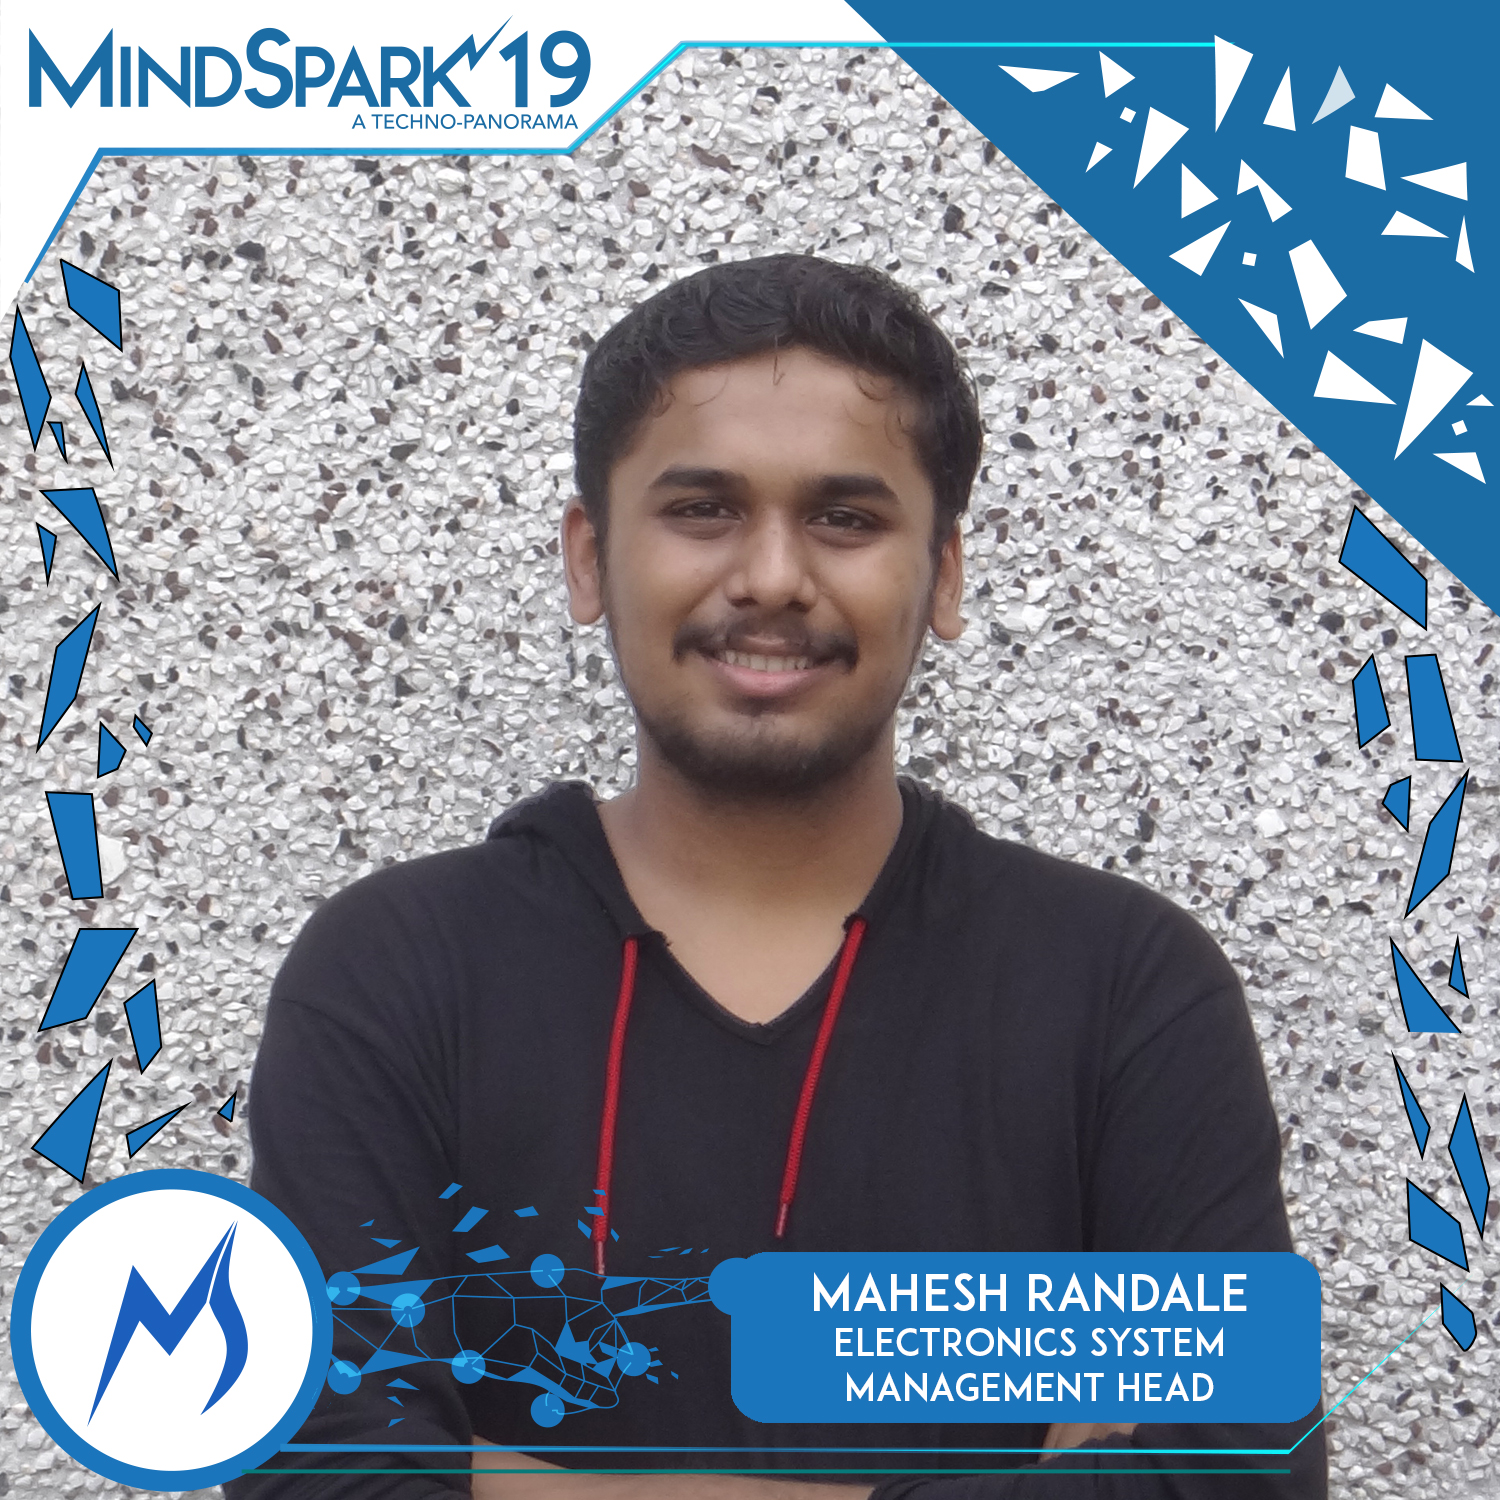 MINDSPARK'19
A TECHNO-PANORAMA
MAHESH RANDALE
ELECTRONICS SYSTEM
MANAGEMENT HEAD